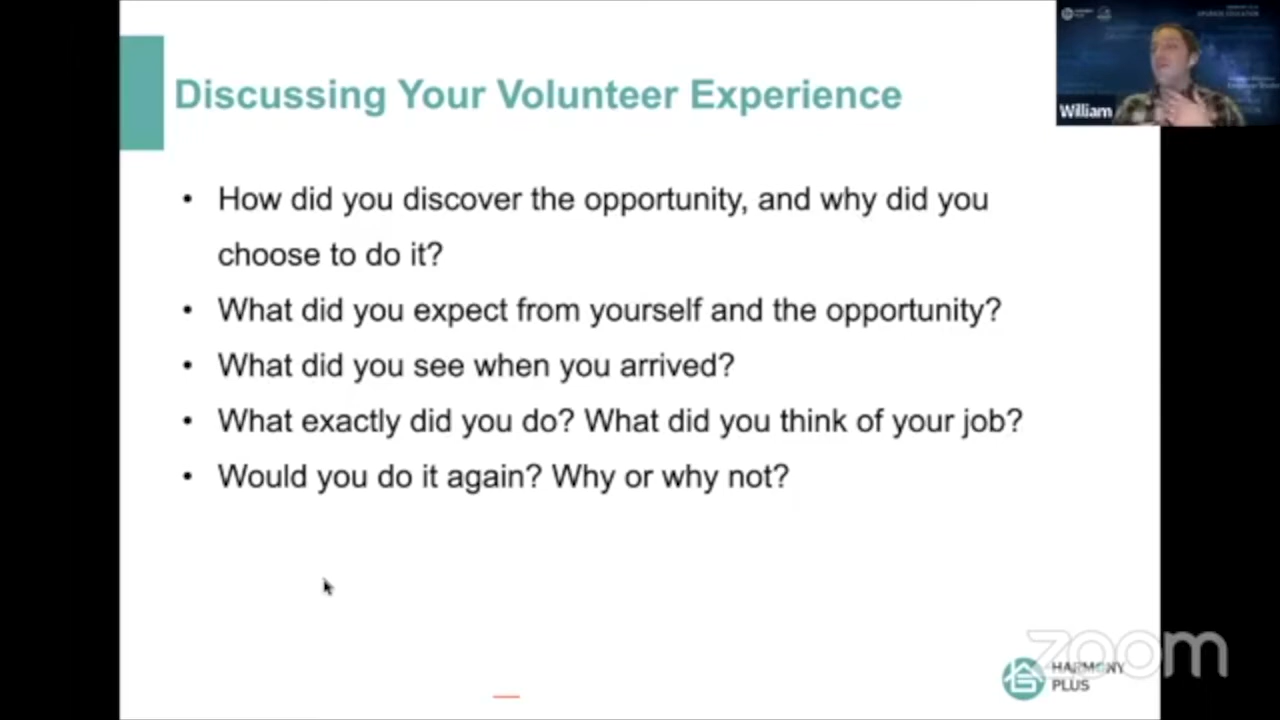 Discussing Your Volunteer Experience
• How did you discover the opportunity, and why did you
choose to do it?
• What did you expect from yourself and the opportunity?
• What did you see when you arrived?
• What exactly did you do? What did you think of your job?
• Would you do it again? Why or why not?
William
zoom
HARMONY
PLUS